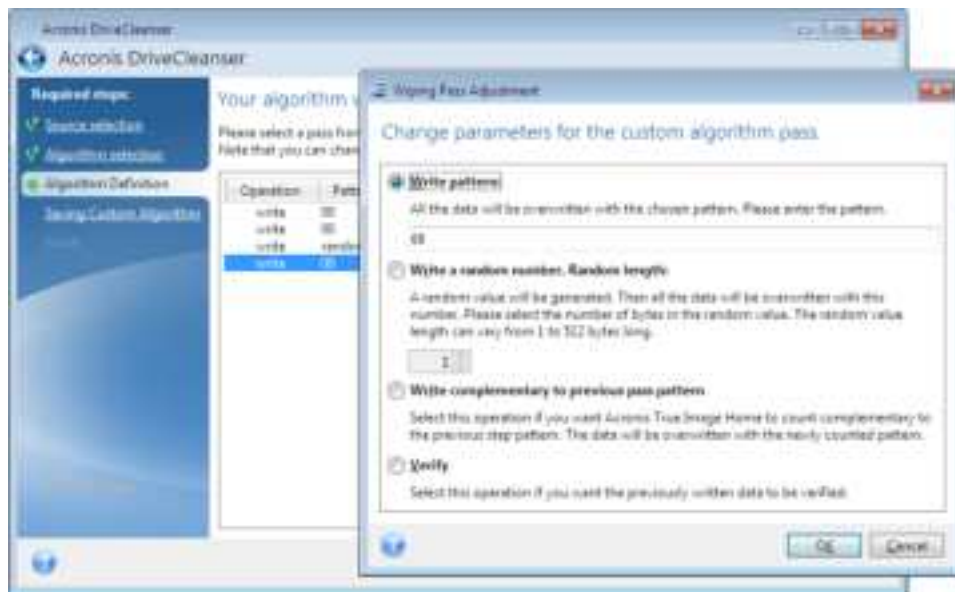 Acronis DriveCleanser
Acronis DriveCleanser
Required steps:
Source selection
Algorithm selection
Algorithm Definition
Saving Custom Algorithm
Your algorithm
Please select a pass from
Note that you can chan
Operation Patt
write 00
write 00
write random
write 00
Wiping Pass Adjustment
Change parameters for the custom algorithm pass
Write pattern:
All the data will be overwritten with the chosen pattern. Please enter the pattern.
Write a random number. Random length:
A random value will be generated. Then all the data will be overwritten with this
number. Please select the number of bytes in the random value. The random value
length can vary from 1 to 512 bytes long.
1
Write complementary to previous pass pattern
Select this operation if you want Acronis True Image Home to count complementary to
the previous step pattern. The data will be overwritten with the newly counted pattern.
Verify
Select this operation if you want the previously written data to be verified.
OK Cancel